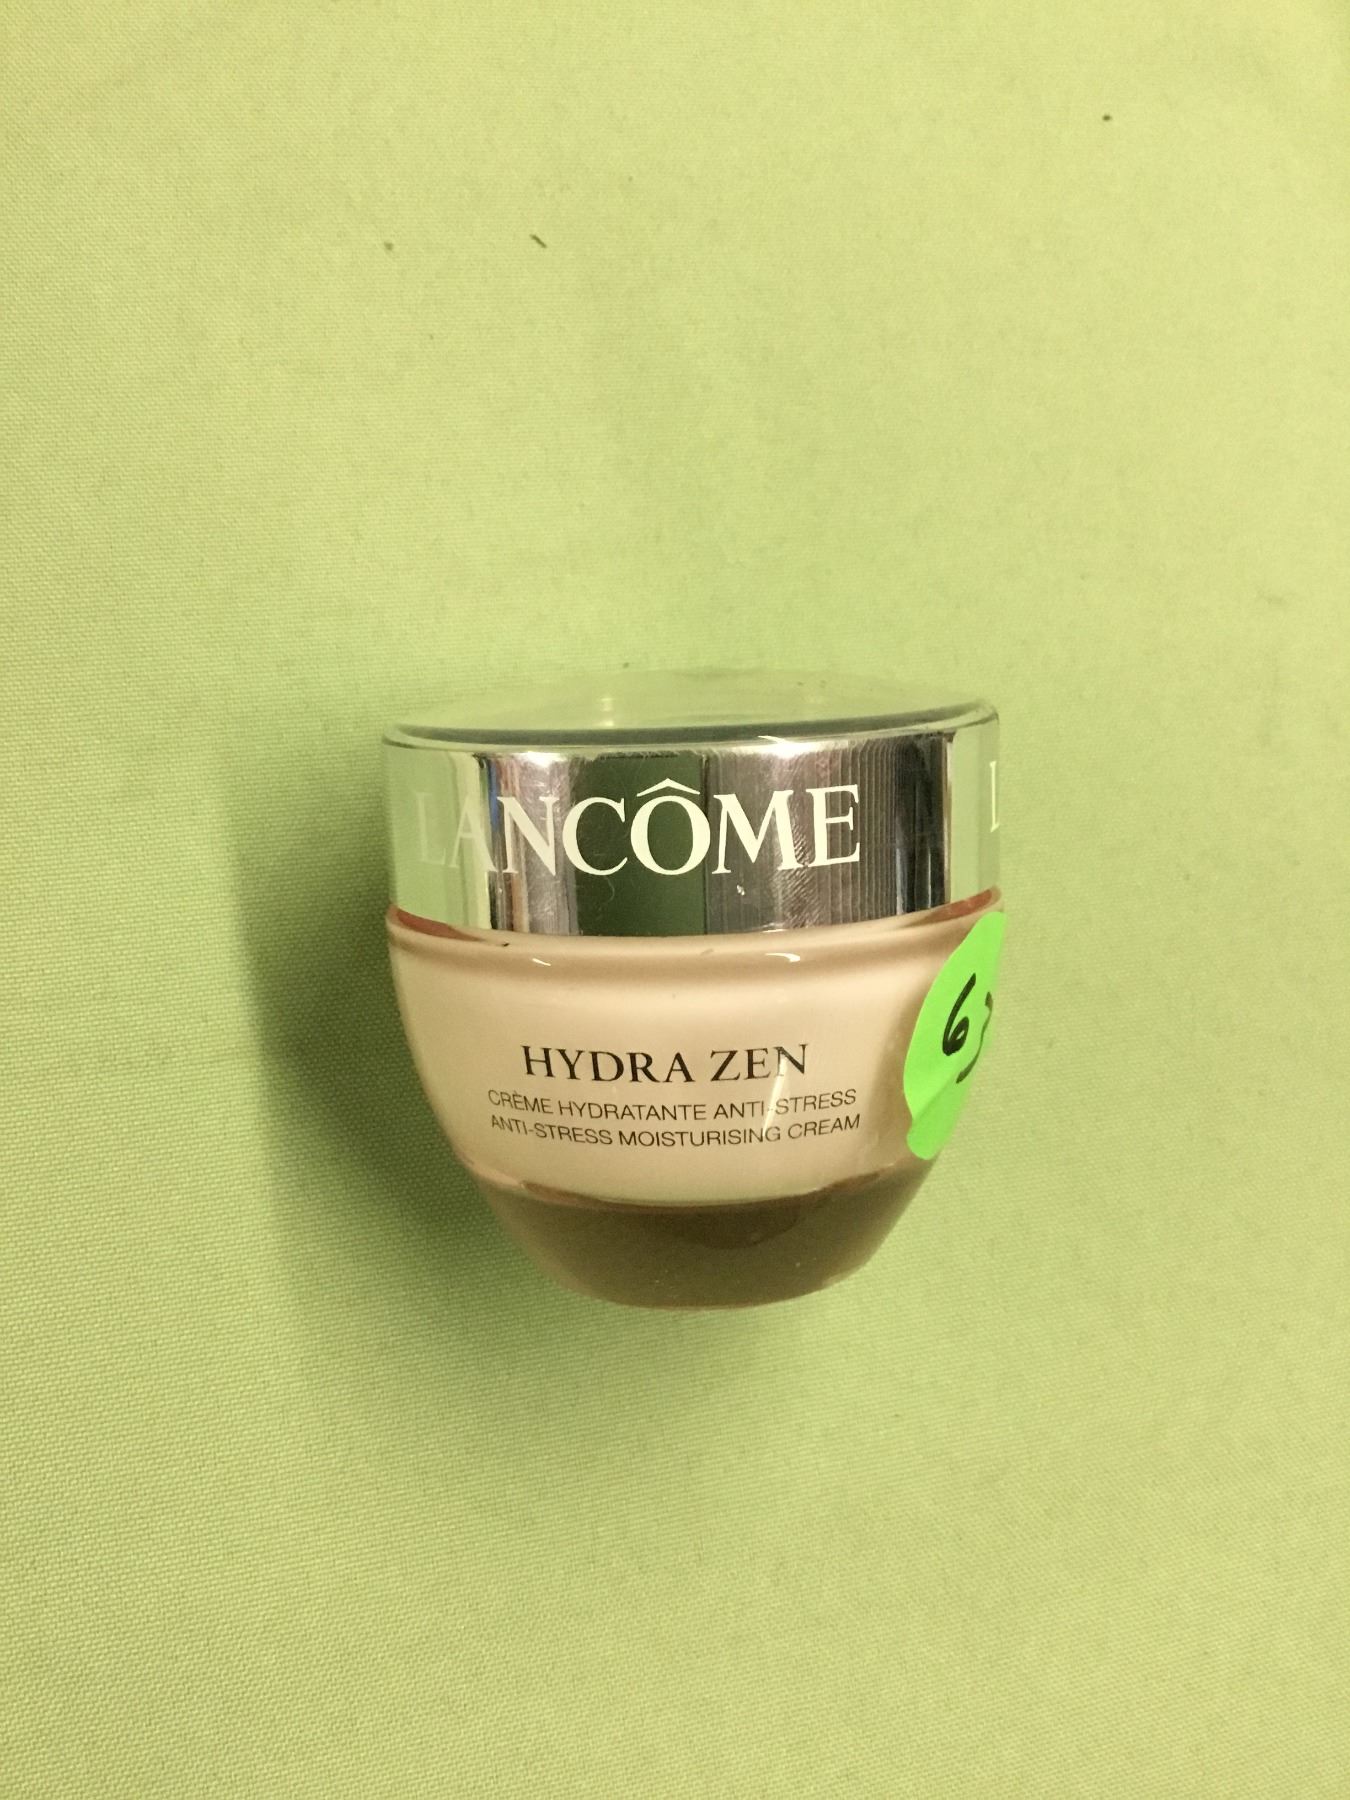 LANCÔME
HYDRA ZEN
CRÈME HYDRATANTE ANTI-STRESS
ANTI-STRESS MOISTURISING CREAM